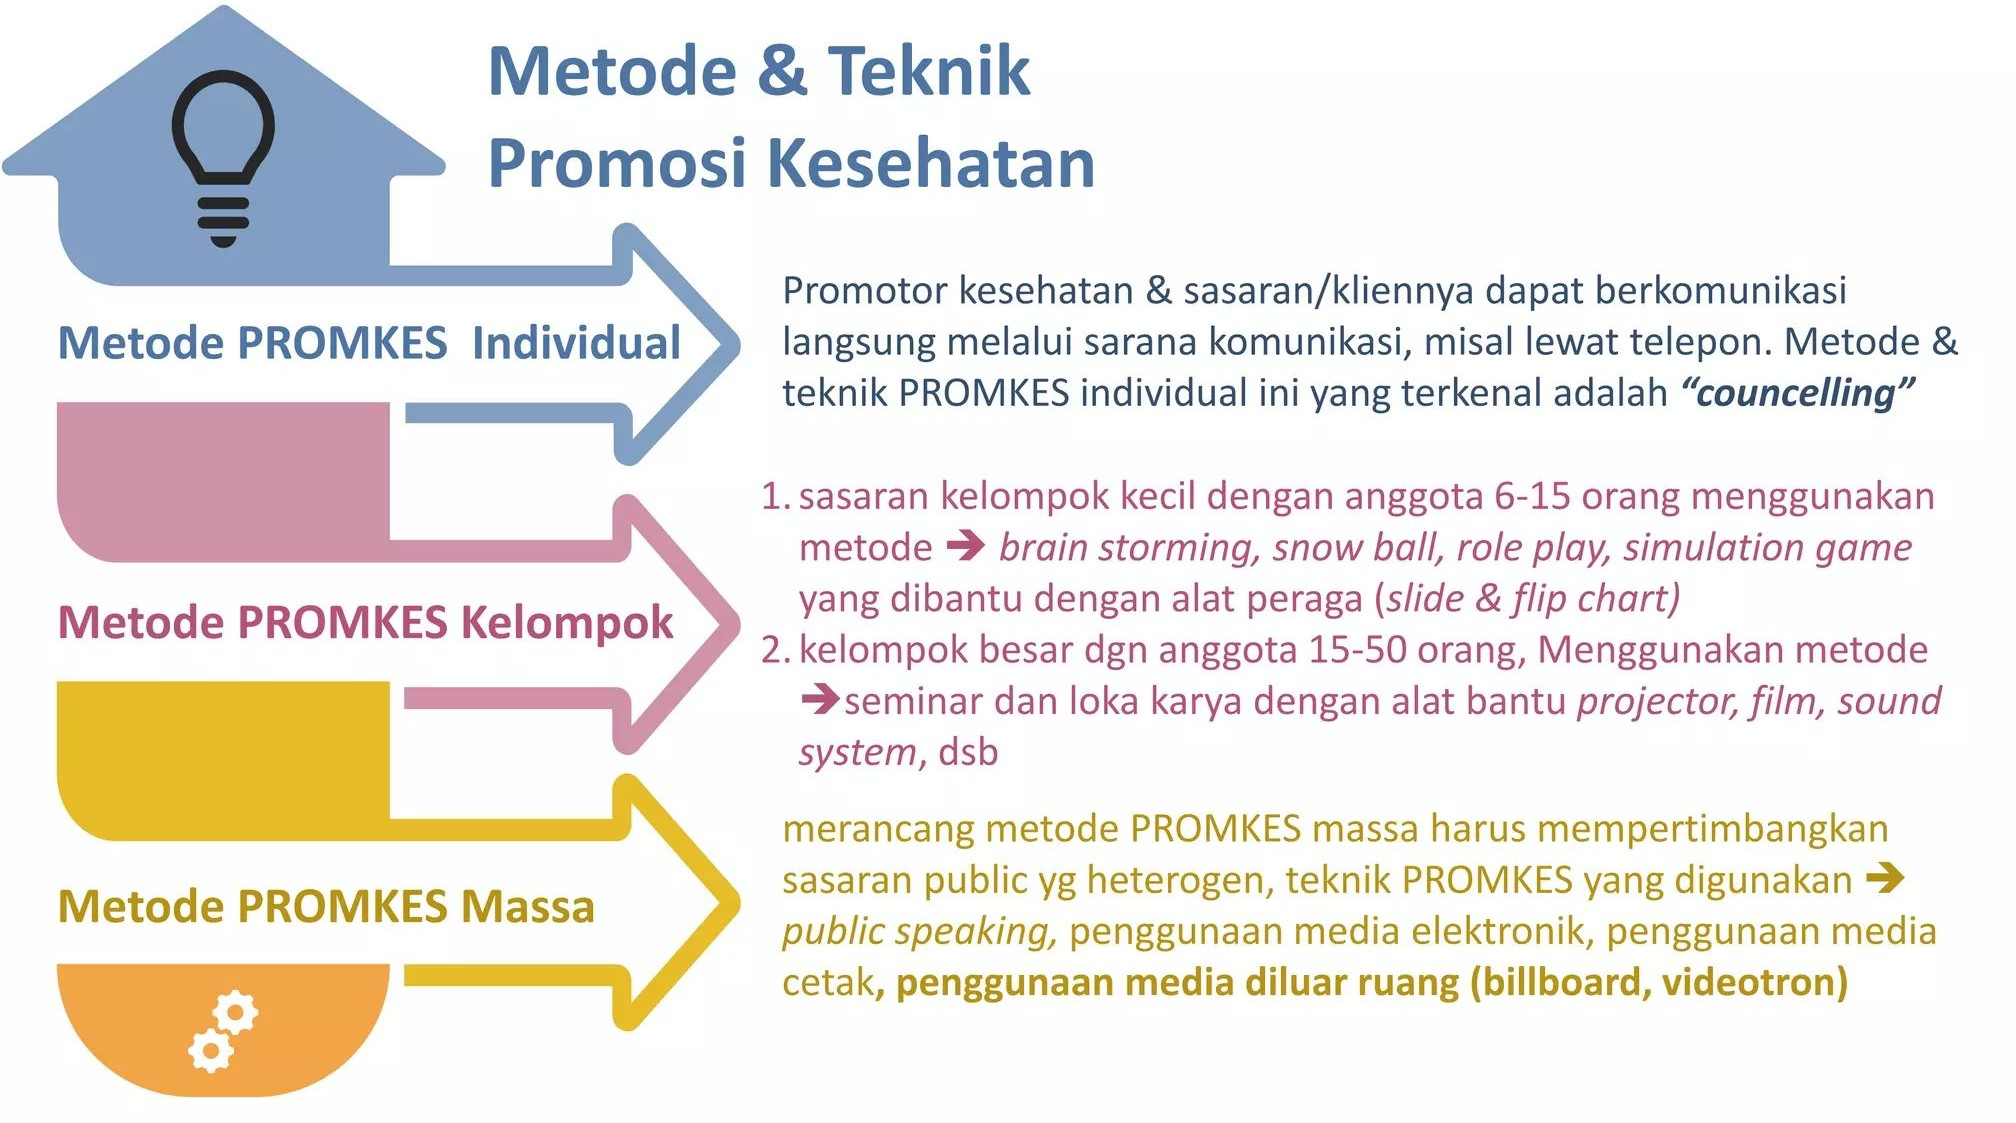 Metode & Teknik
Promosi Kesehatan
Metode PROMKES Individual
Promotor kesehatan & sasaran/kliennya dapat berkomunikasi
langsung melalui sarana komunikasi, misal lewat telepon. Metode &
teknik PROMKES individual ini yang terkenal adalah “councelling”
Metode PROMKES Kelompok
1. sasaran kelompok kecil dengan anggota 6-15 orang menggunakan
metode ➔ brain storming, snow ball, role play, simulation game
yang dibantu dengan alat peraga (slide & flip chart)
2. kelompok besar dgn anggota 15-50 orang, Menggunakan metode
➔seminar dan loka karya dengan alat bantu projector, film, sound
system, dsb
Metode PROMKES Massa
merancang metode PROMKES massa harus mempertimbangkan
sasaran public yg heterogen, teknik PROMKES yang digunakan ➔
public speaking, penggunaan media elektronik, penggunaan media
cetak, penggunaan media diluar ruang (billboard, videotron)